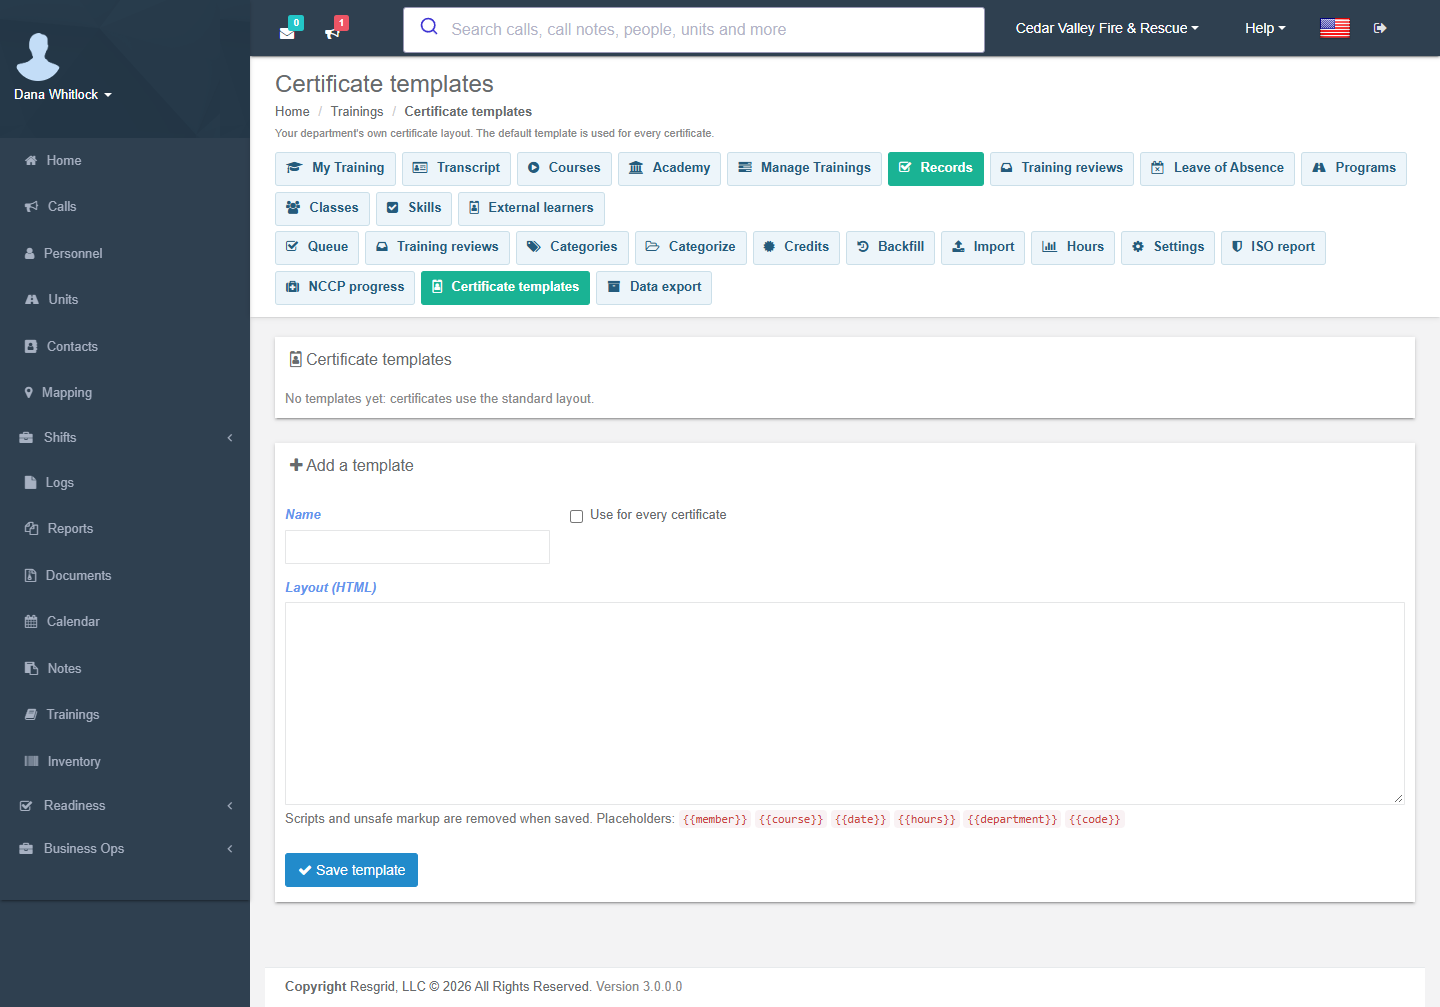 0
1
Search calls, call notes, people, units and more
Cedar Valley Fire & Rescue
Help
Dana Whitlock
Home
Calls
Personnel
Units
Contacts
Mapping
Shifts
Logs
Reports
Documents
Calendar
Notes
Trainings
Inventory
Readiness
Business Ops
Certificate templates
Home / Trainings / Certificate templates
Your department's own certificate layout. The default template is used for every certificate.
My Training Transcript Courses Academy Manage Trainings Records Training reviews Leave of Absence Programs
Classes Skills External learners
Queue Training reviews Categories Categorize Credits Backfill Import Hours Settings ISO report
NCCP progress Certificate templates Data export
Certificate templates
No templates yet: certificates use the standard layout.
Add a template
Name
Use for every certificate
Layout (HTML)
Scripts and unsafe markup are removed when saved. Placeholders: {{member}} {{course}} {{date}} {{hours}} {{department}} {{code}}
Save template
Copyright Resgrid, LLC © 2026 All Rights Reserved. Version 3.0.0.0